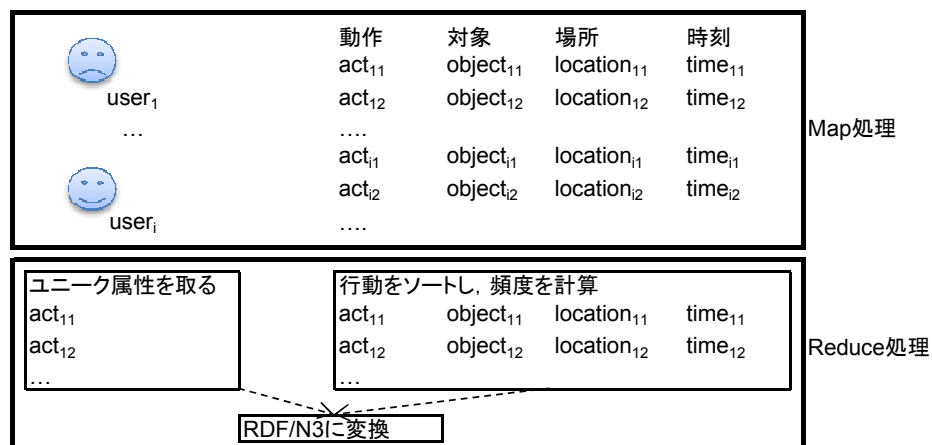 動作 対象 場所 時刻
act11 object11 location11 time11
user1 act12 object12 location12 time12
… ….
acti1 objecti1 locationi1 timei1
acti2 objecti2 locationi2 timei2
useri ….
Map処理
ユニーク属性を取る
act11
act12
…
行動をソートし, 頻度を計算
act11 object11 location11 time11
act12 object12 location12 time12
…
Reduce処理
RDF/N3に変換